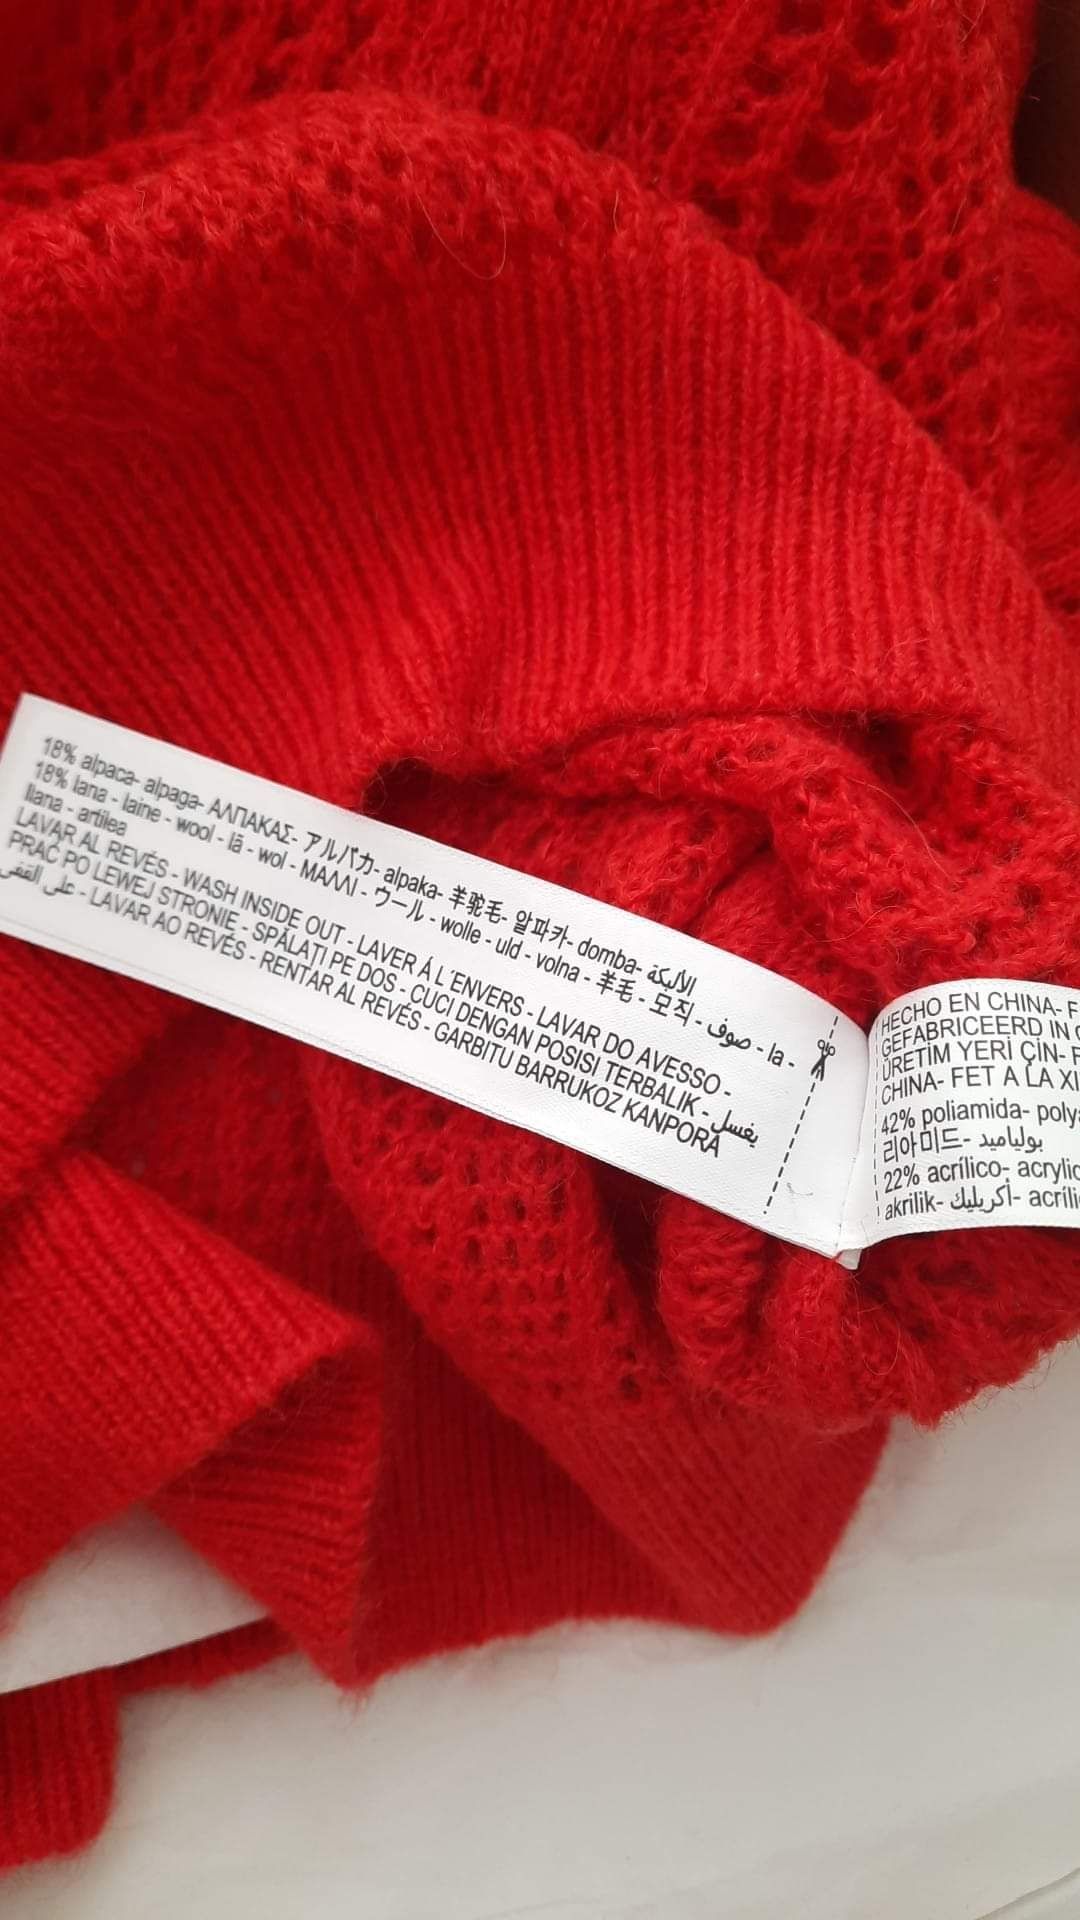 18% alpaca- alpaga- ΑΛΠΑΚΑΣ- アルパカ- alpaka- 羊驼毛- 알파카- domba- الألبكة
18% lana - laine - wool - lã - wol - ΜΑΛΛΙ - ウール - wolle - uld - volna - 羊毛 - 모직 - صوف - la -
llana - artilea
LAVAR AL REVÉS - WASH INSIDE OUT - LAVER Á L´ENVERS - LAVAR DO AVESSO -
PRAĆ PO LEWEJ STRONIE - SPĂLAȚI PE DOS - CUCI DENGAN POSISI TERBALIK - يغسل
على القفى - LAVAR AO REVÉS - RENTAR AL REVÉS - GARBITU BARRUKOZ KANPORA
HECHO EN CHINA- F
GEFABRICEERD IN
ÜRETİM YERİ ÇİN- F
CHINA- FET A LA XI
42% poliamida- polya
리아미드- بولياميد
22% acrílico- acrylic
akrilik- أكريليك- acríli